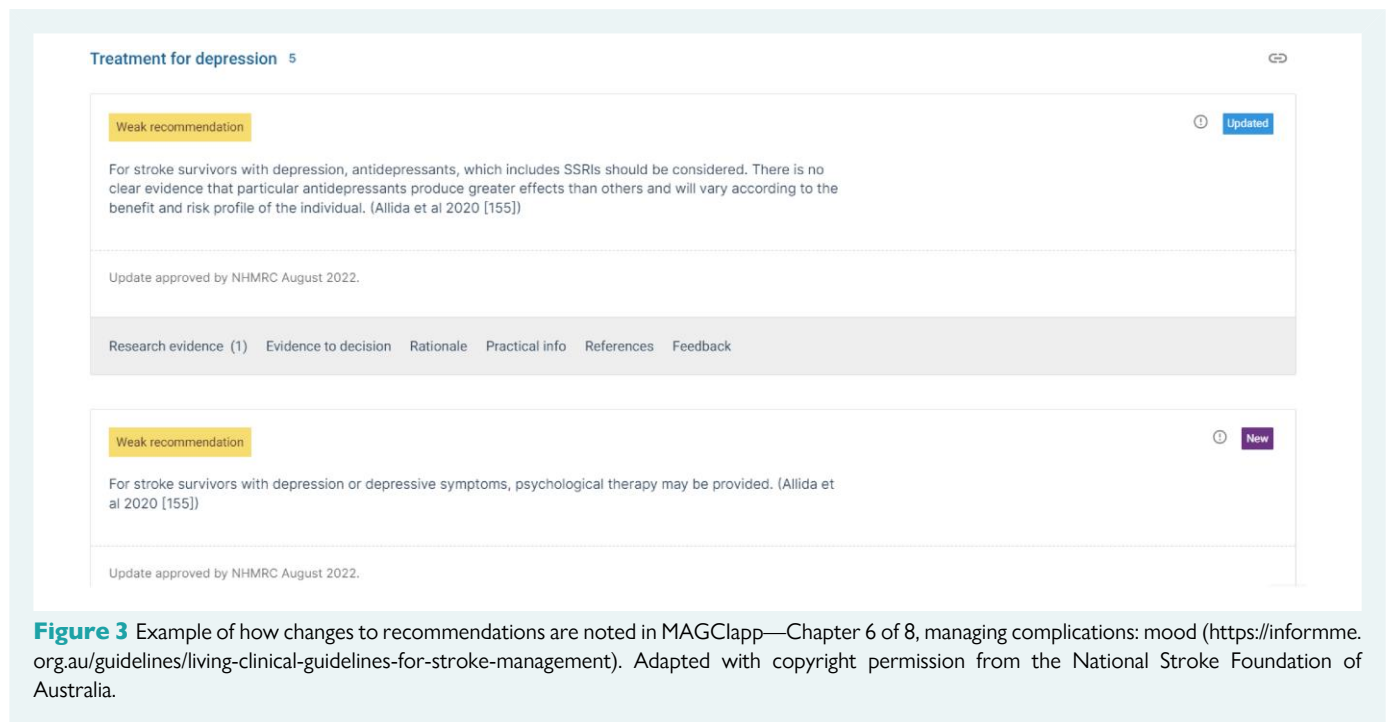 Treatment for depression 5
Weak recommendation
Updated
For stroke survivors with depression, antidepressants, which includes SSRIs should be considered. There is no
clear evidence that particular antidepressants produce greater effects than others and will vary according to the
benefit and risk profile of the individual. (Allida et al 2020 [155])
Update approved by NHMRC August 2022.
Research evidence (1) Evidence to decision Rationale Practical info References Feedback
Weak recommendation
New
For stroke survivors with depression or depressive symptoms, psychological therapy may be provided. (Allida et
al 2020 [155])
Update approved by NHMRC August 2022.
Figure 3 Example of how changes to recommendations are noted in MAGCIapp—Chapter 6 of 8, managing complications: mood (https://informme.
org.au/guidelines/living-clinical-guidelines-for-stroke-management). Adapted with copyright permission from the National Stroke Foundation of
Australia.